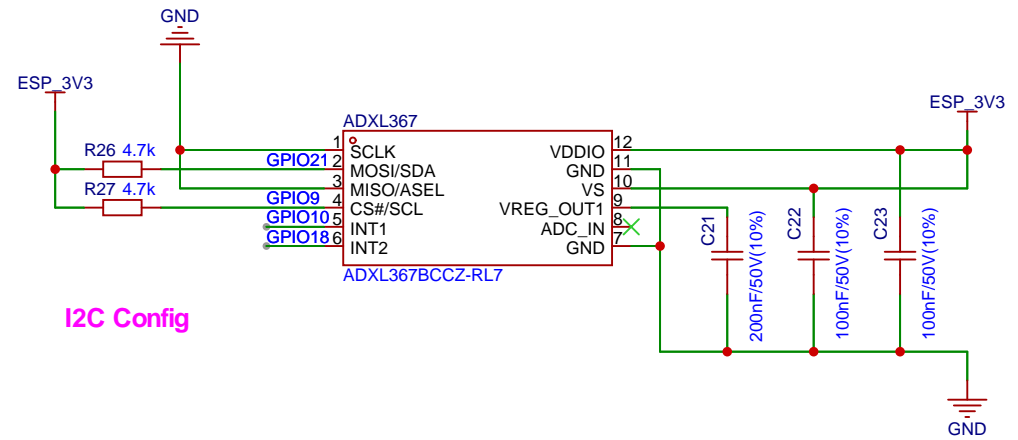 GND
ESP_3V3
ESP_3V3
ADXL367
R26 4.7k
R27 4.7k
GPIO21
GPIO9
GPIO10
GPIO18
1 SCLK
2 MOSI/SDA
3 MISO/ASEL
4 CS#/SCL
5 INT1
6 INT2
VDDIO 12
GND 11
VS 10
VREG_OUT1 9
ADC_IN 8
GND 7
ADXL367BCCZ-RL7
C21
200nF/50V(10%)
C22
100nF/50V(10%)
C23
100nF/50V(10%)
I2C Config
GND